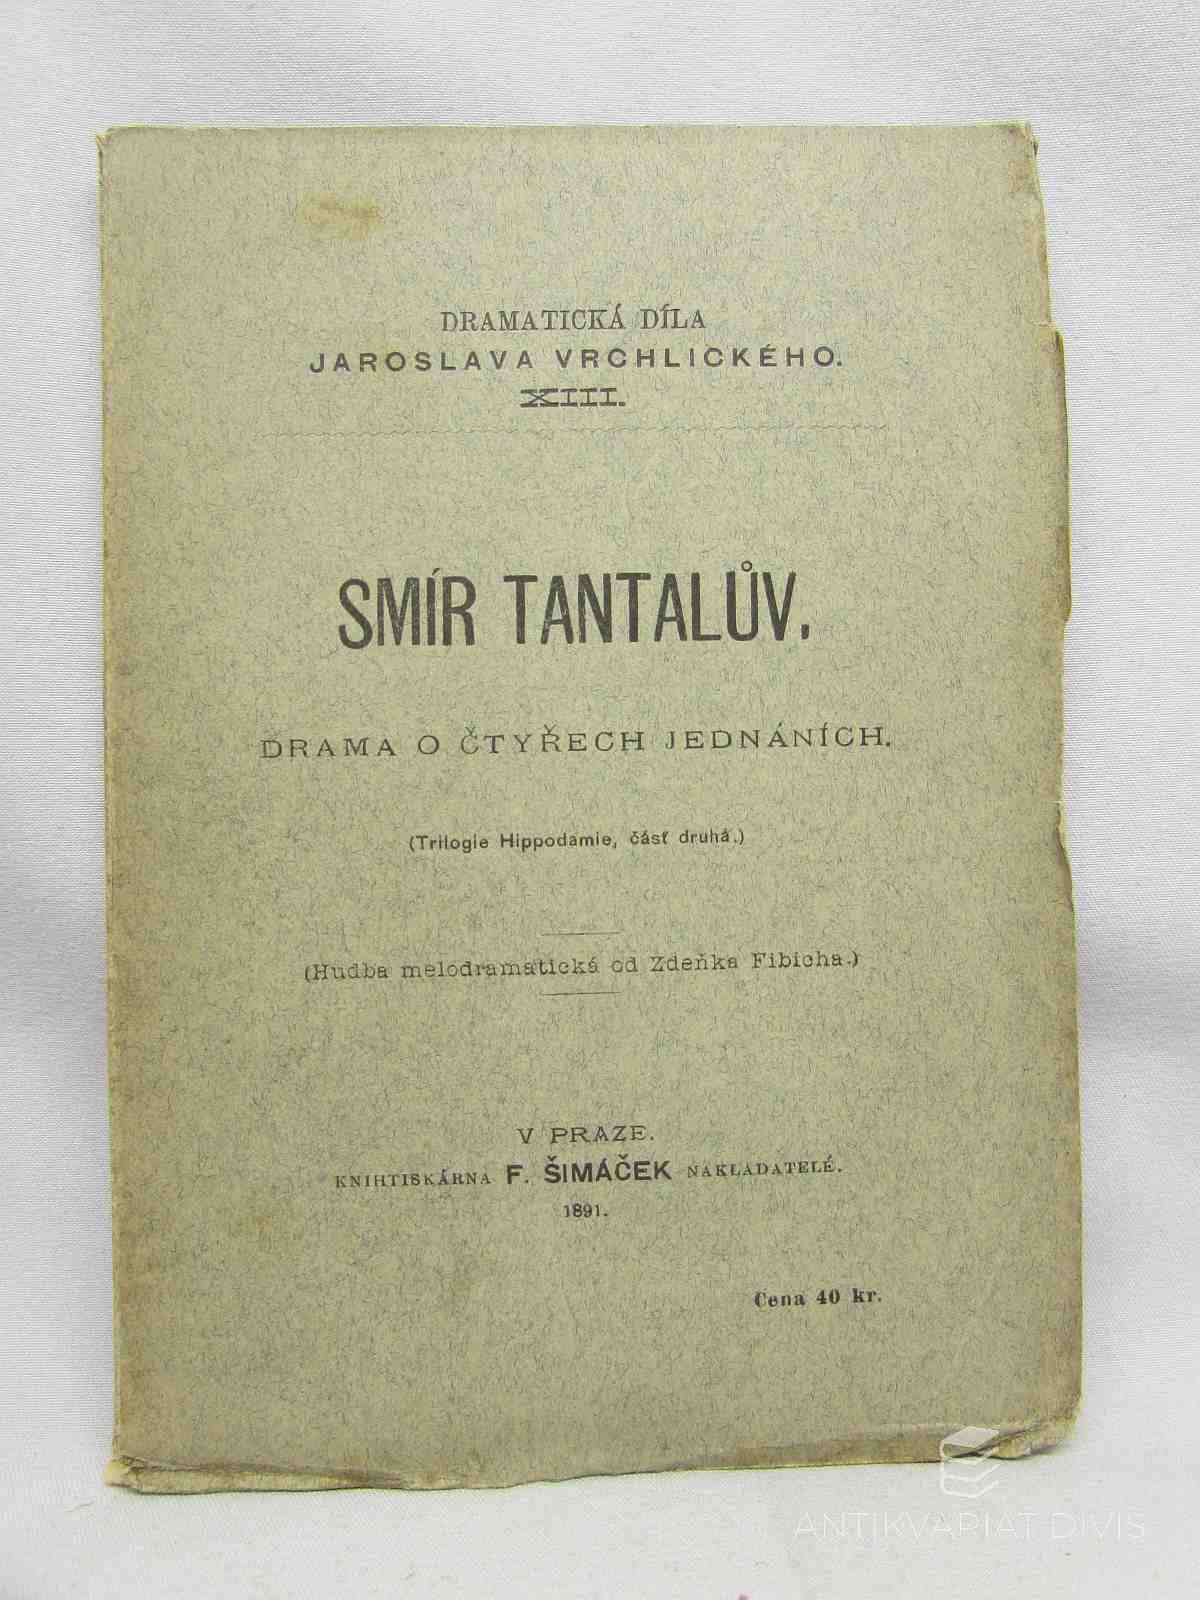 DRAMATICKÁ DÍLA
JAROSLAVA VRCHLICKÉHO.
XIII.
SMÍR TANTALŮV.
DRAMA O ČTYŘECH JEDNÁNÍCH.
(Trilogie Hippodamie, část druhá.)
(Hudba melodramatická od Zdeňka Fibicha.)
V PRAZE.
KNIHTISKÁRNA F. ŠIMÁČEK NAKLADATELÉ.
1891.
Cena 40 kr.
ANTIKVARIÁT DIVIŠ